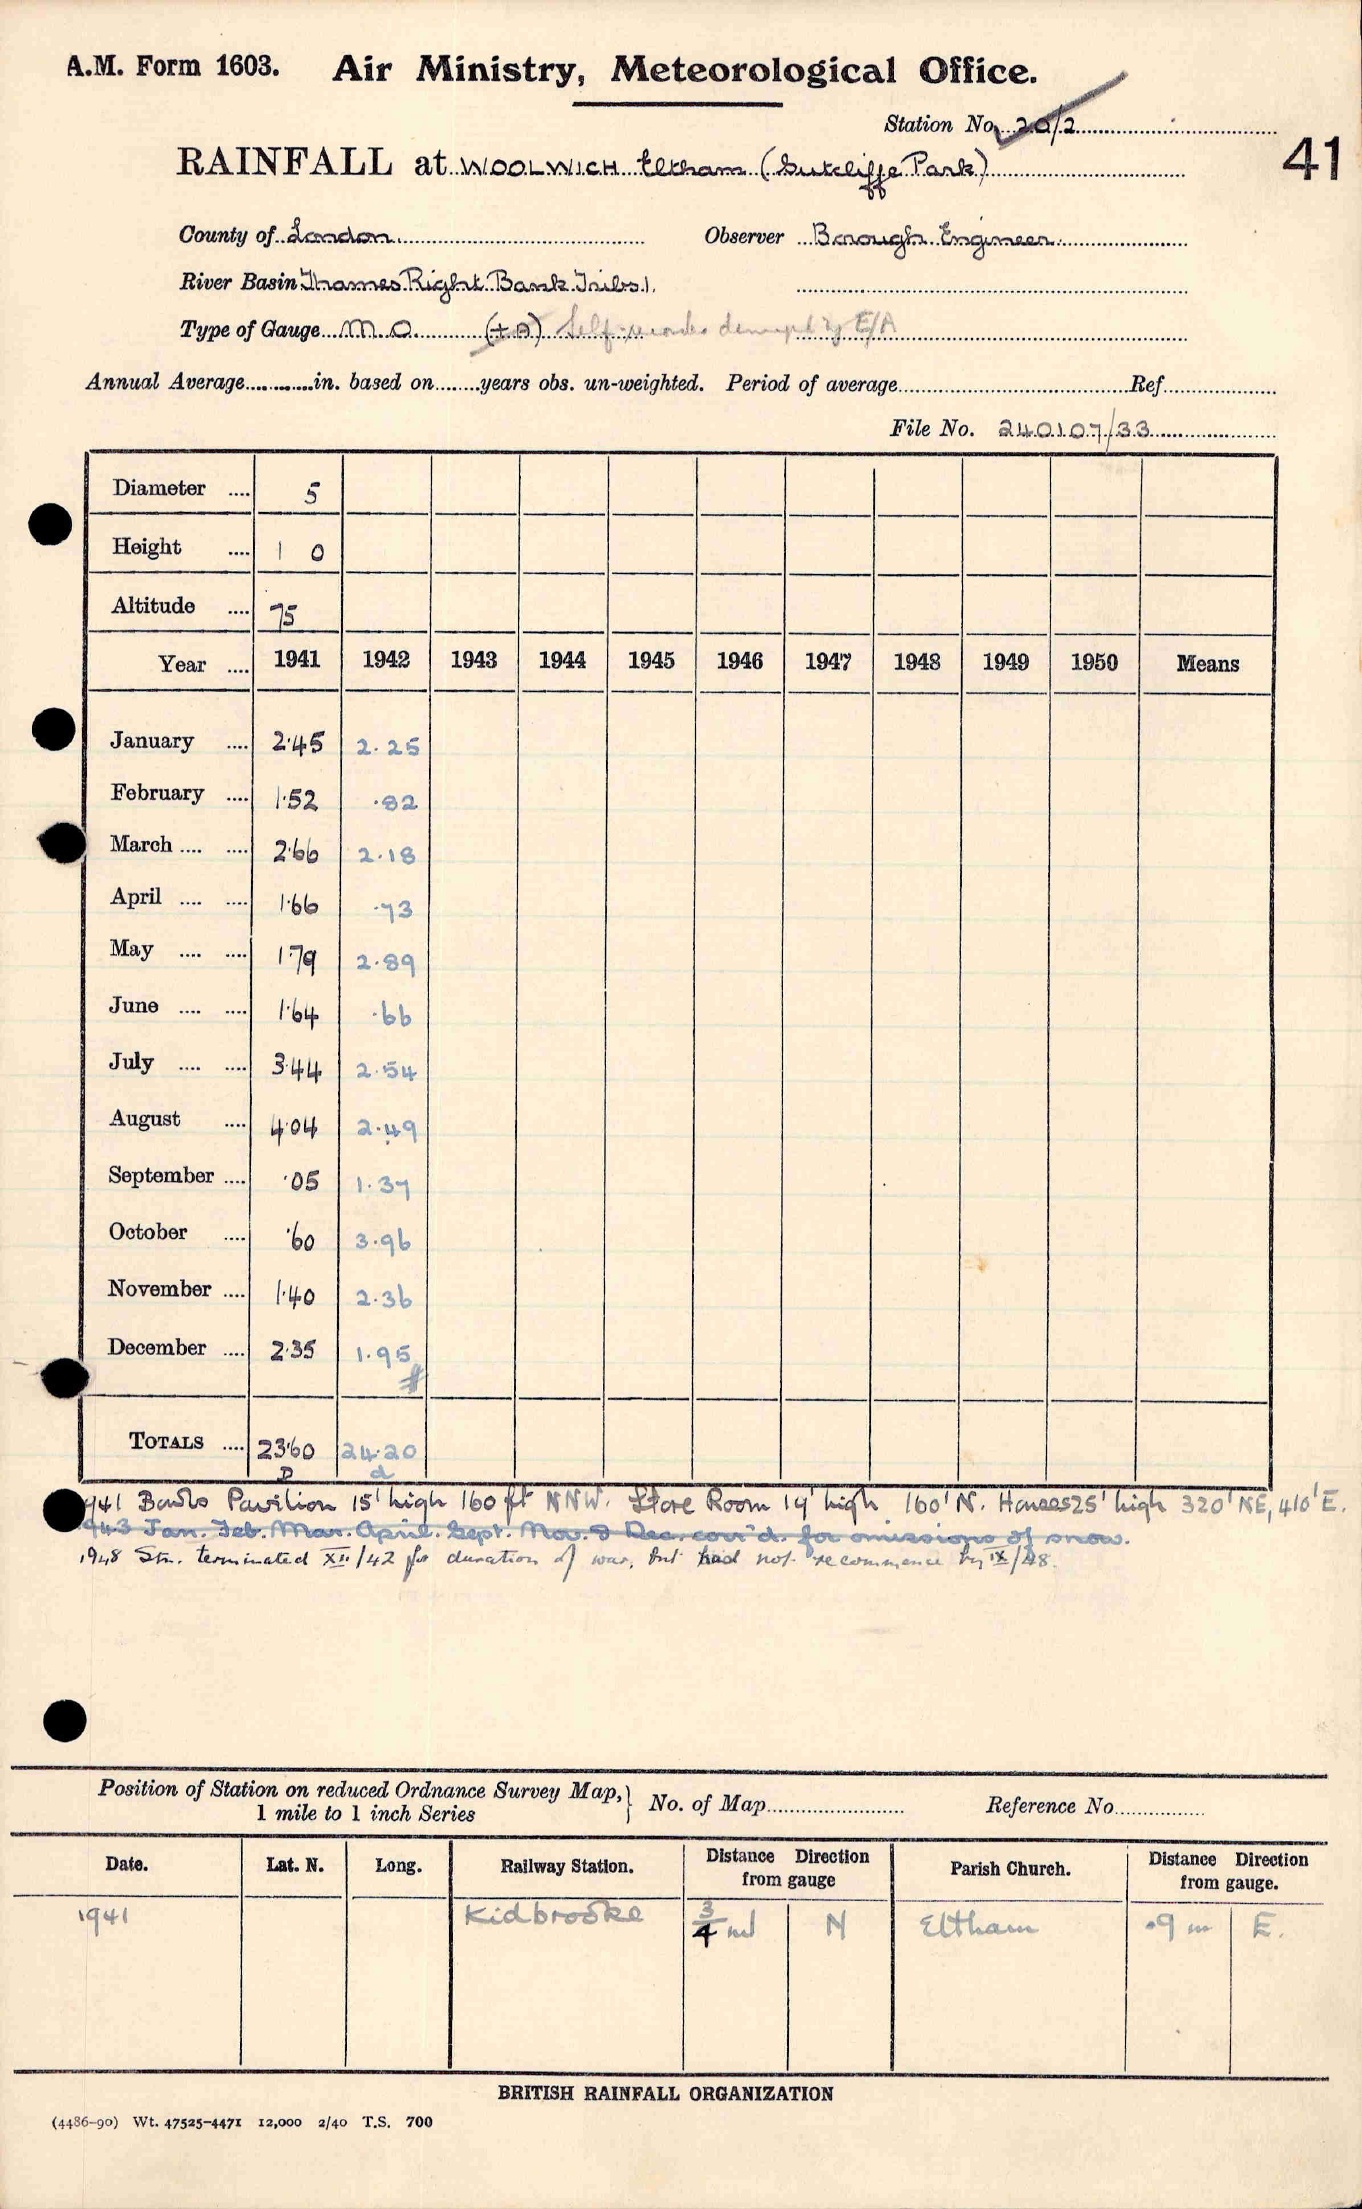 A.M. Form 1603. Air Ministry, Meteorological Office.
Station No. 20/2
41
RAINFALL at WOOLWICH Eltham (Sutcliffe Park)
County of London. Observer Borough Engineer.
River Basin Thames Right Bank Tribs 1.
Type of Gauge M.O. (+A) Self- E/A
Annual Average............in. based on........years obs. un-weighted. Period of average............Ref............
File No. 240107/33
Diameter .... 5
Height .... 1 0
Altitude .... 75
Year .... 1941 1942 1943 1944 1945 1946 1947 1948 1949 1950 Means
January .... 2.45 2.25
February .... 1.52 .82
March .... .... 2.66 2.18
April .... .... 1.66 .73
May .... .... 1.79 2.89
June .... .... 1.64 .66
July .... .... 3.44 2.54
August .... 4.04 2.49
September .... .05 1.37
October .... .60 3.96
November .... 1.40 2.36
December .... 2.35 1.95
#
TOTALS .... 23.60 24.20
D d
1941 Bowls Pavilion 15' high 160 ft NNW. Store Room 14' high 160' N. Houses 25' high 320' NE, 410' E.
1943 Jan. Feb. Mar. April. Sept. Nov. & Dec. corr'd. for omissions of snow.
1948 Stn. terminated XII/42 for duration of war, but had not recommence by IX/48.
Position of Station on reduced Ordnance Survey Map, } No. of Map............ Reference No............
1 mile to 1 inch Series
Date. Lat. N. Long. Railway Station. Distance Direction from gauge Parish Church. Distance Direction from gauge.
1941 Kidbrooke 3/4 ml N Eltham .9 m E.
BRITISH RAINFALL ORGANIZATION
(4486-90) Wt. 47525-4471 12,000 2/40 T.S. 700